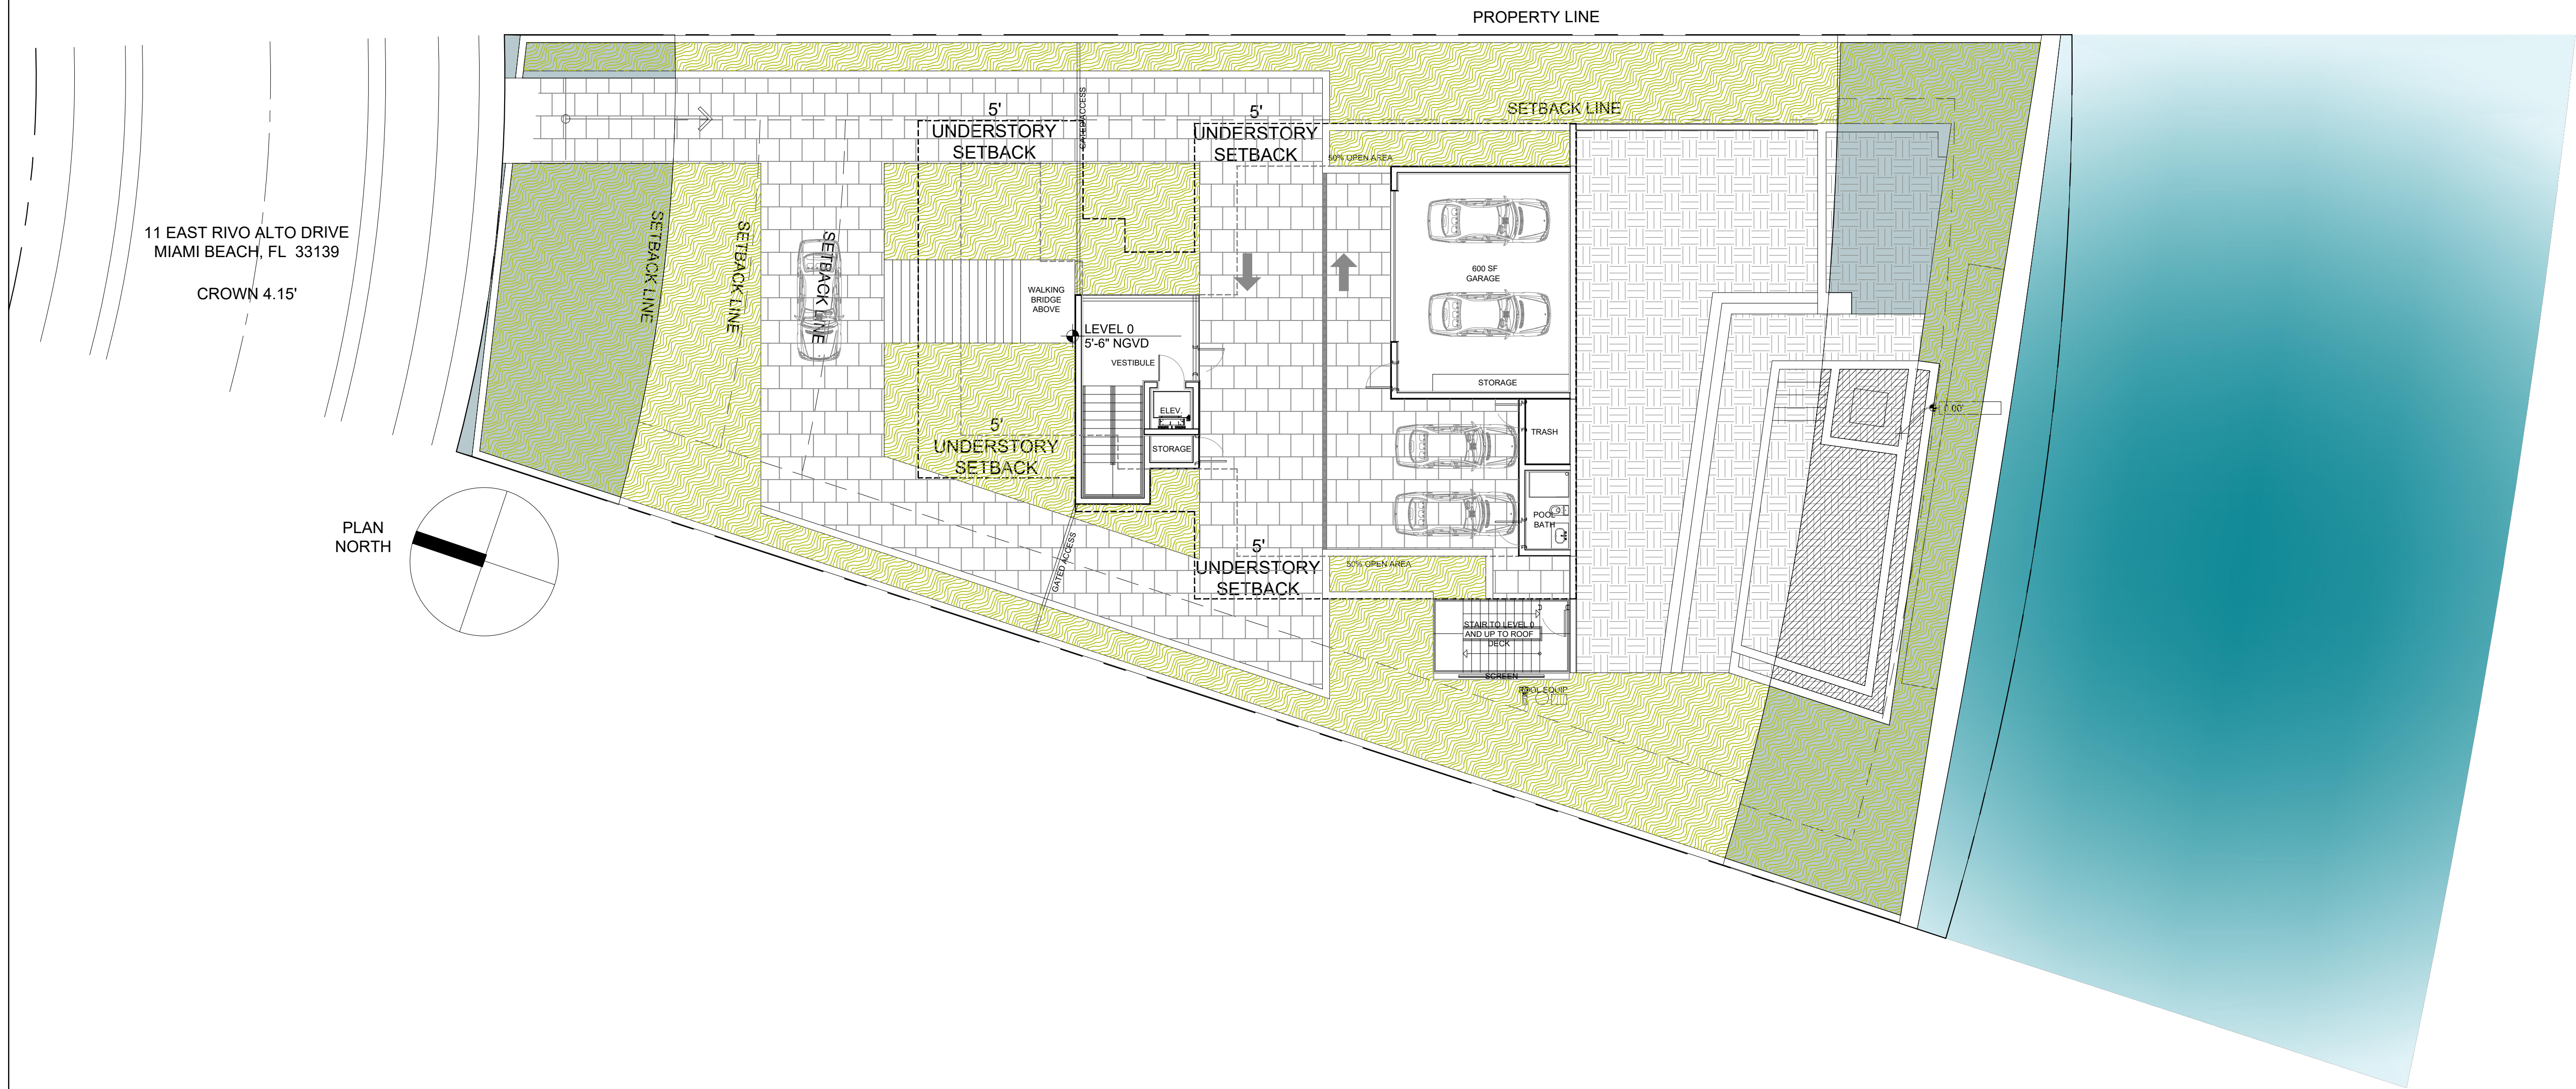 PROPERTY LINE
11 EAST RIVO ALTO DRIVE
MIAMI BEACH, FL 33139
CROWN 4.15'
PLAN
NORTH
SETBACK LINE
SETBACK LINE
SETBACK LINE
5'
UNDERSTORY
SETBACK
GATED ACCESS
5'
UNDERSTORY
SETBACK
SETBACK LINE
50% OPEN AREA
WALKING
BRIDGE
ABOVE
LEVEL 0
5'-6" NGVD
VESTIBULE
ELEV.
STORAGE
600 SF
GARAGE
STORAGE
TRASH
POOL
BATH
5'
UNDERSTORY
SETBACK
GATED ACCESS
5'
UNDERSTORY
SETBACK
50% OPEN AREA
STAIR TO LEVEL 0
AND UP TO ROOF
DECK
SCREEN
POOL EQUIP